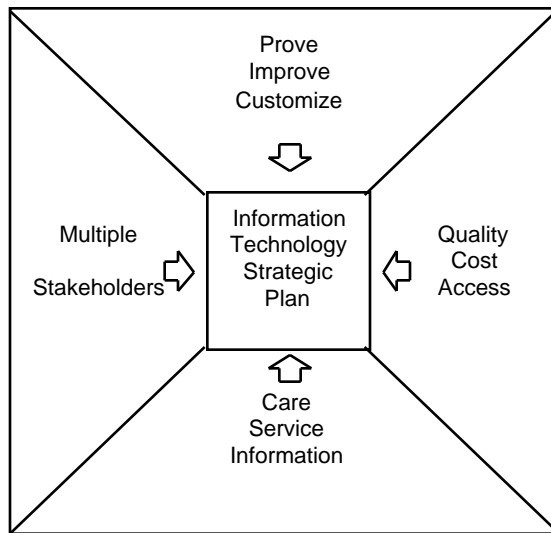 Prove
Improve
Customize
Multiple
Stakeholders
Information
Technology
Strategic
Plan
Quality
Cost
Access
Care
Service
Information